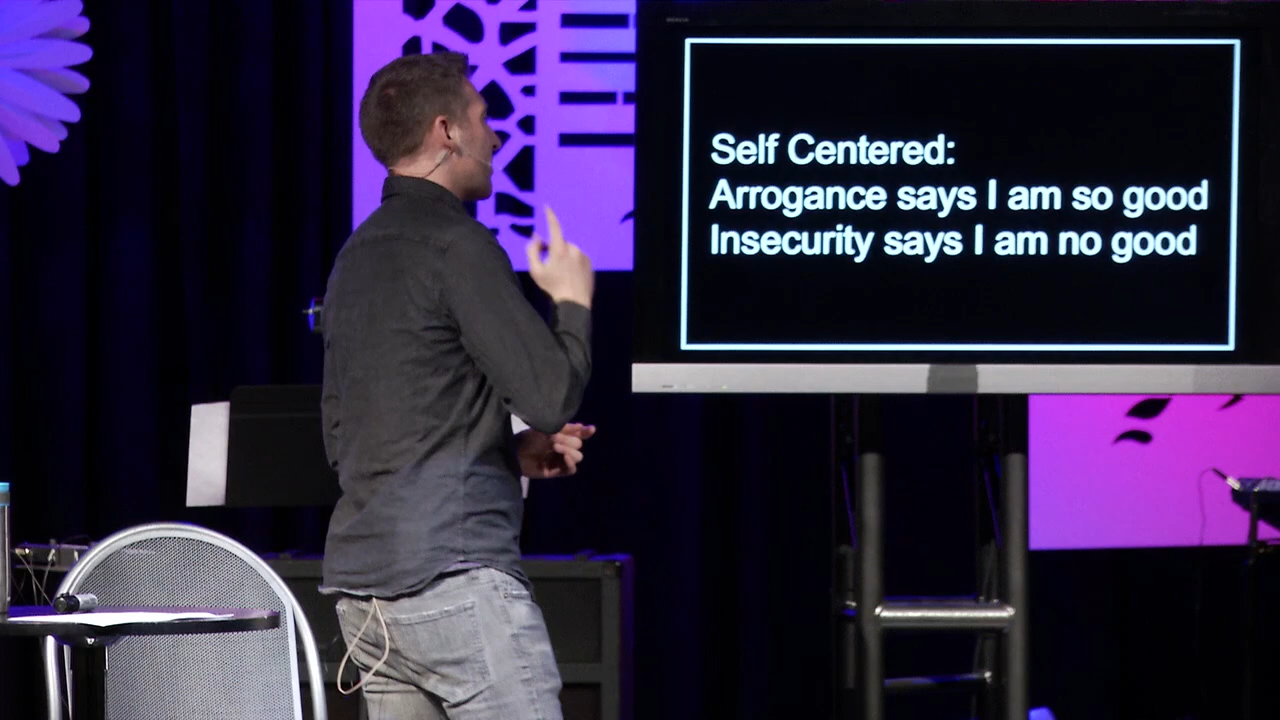 Self Centered:
Arrogance says I am so good
Insecurity says I am no good